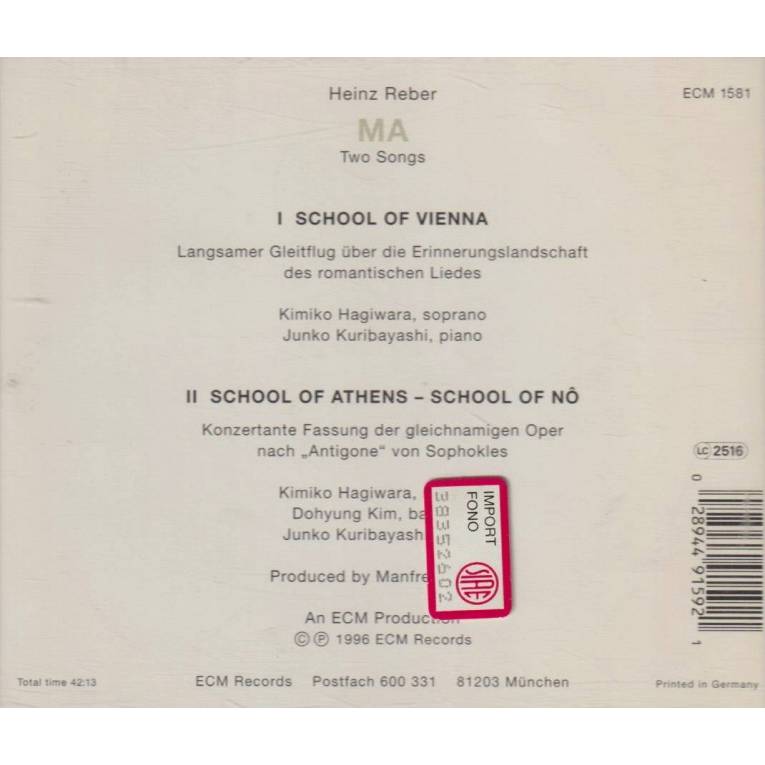 Heinz Reber
ECM 1581
MA
Two Songs
I SCHOOL OF VIENNA
Langsamer Gleitflug über die Erinnerungslandschaft
des romantischen Liedes
Kimiko Hagiwara, soprano
Junko Kuribayashi, piano
II SCHOOL OF ATHENS – SCHOOL OF NÔ
Konzertante Fassung der gleichnamigen Oper
nach „Antigone“ von Sophokles
LC 2516
Kimiko Hagiwara,
Dohyung Kim,
Junko Kuribayashi
IMPORT
FONO
38352602
SIAE
Produced by
An ECM
© ℗ 1996 ECM Records
0 28944 91592 1
Total time 42:13
ECM Records Postfach 600 331 81203 München
Printed in Germany